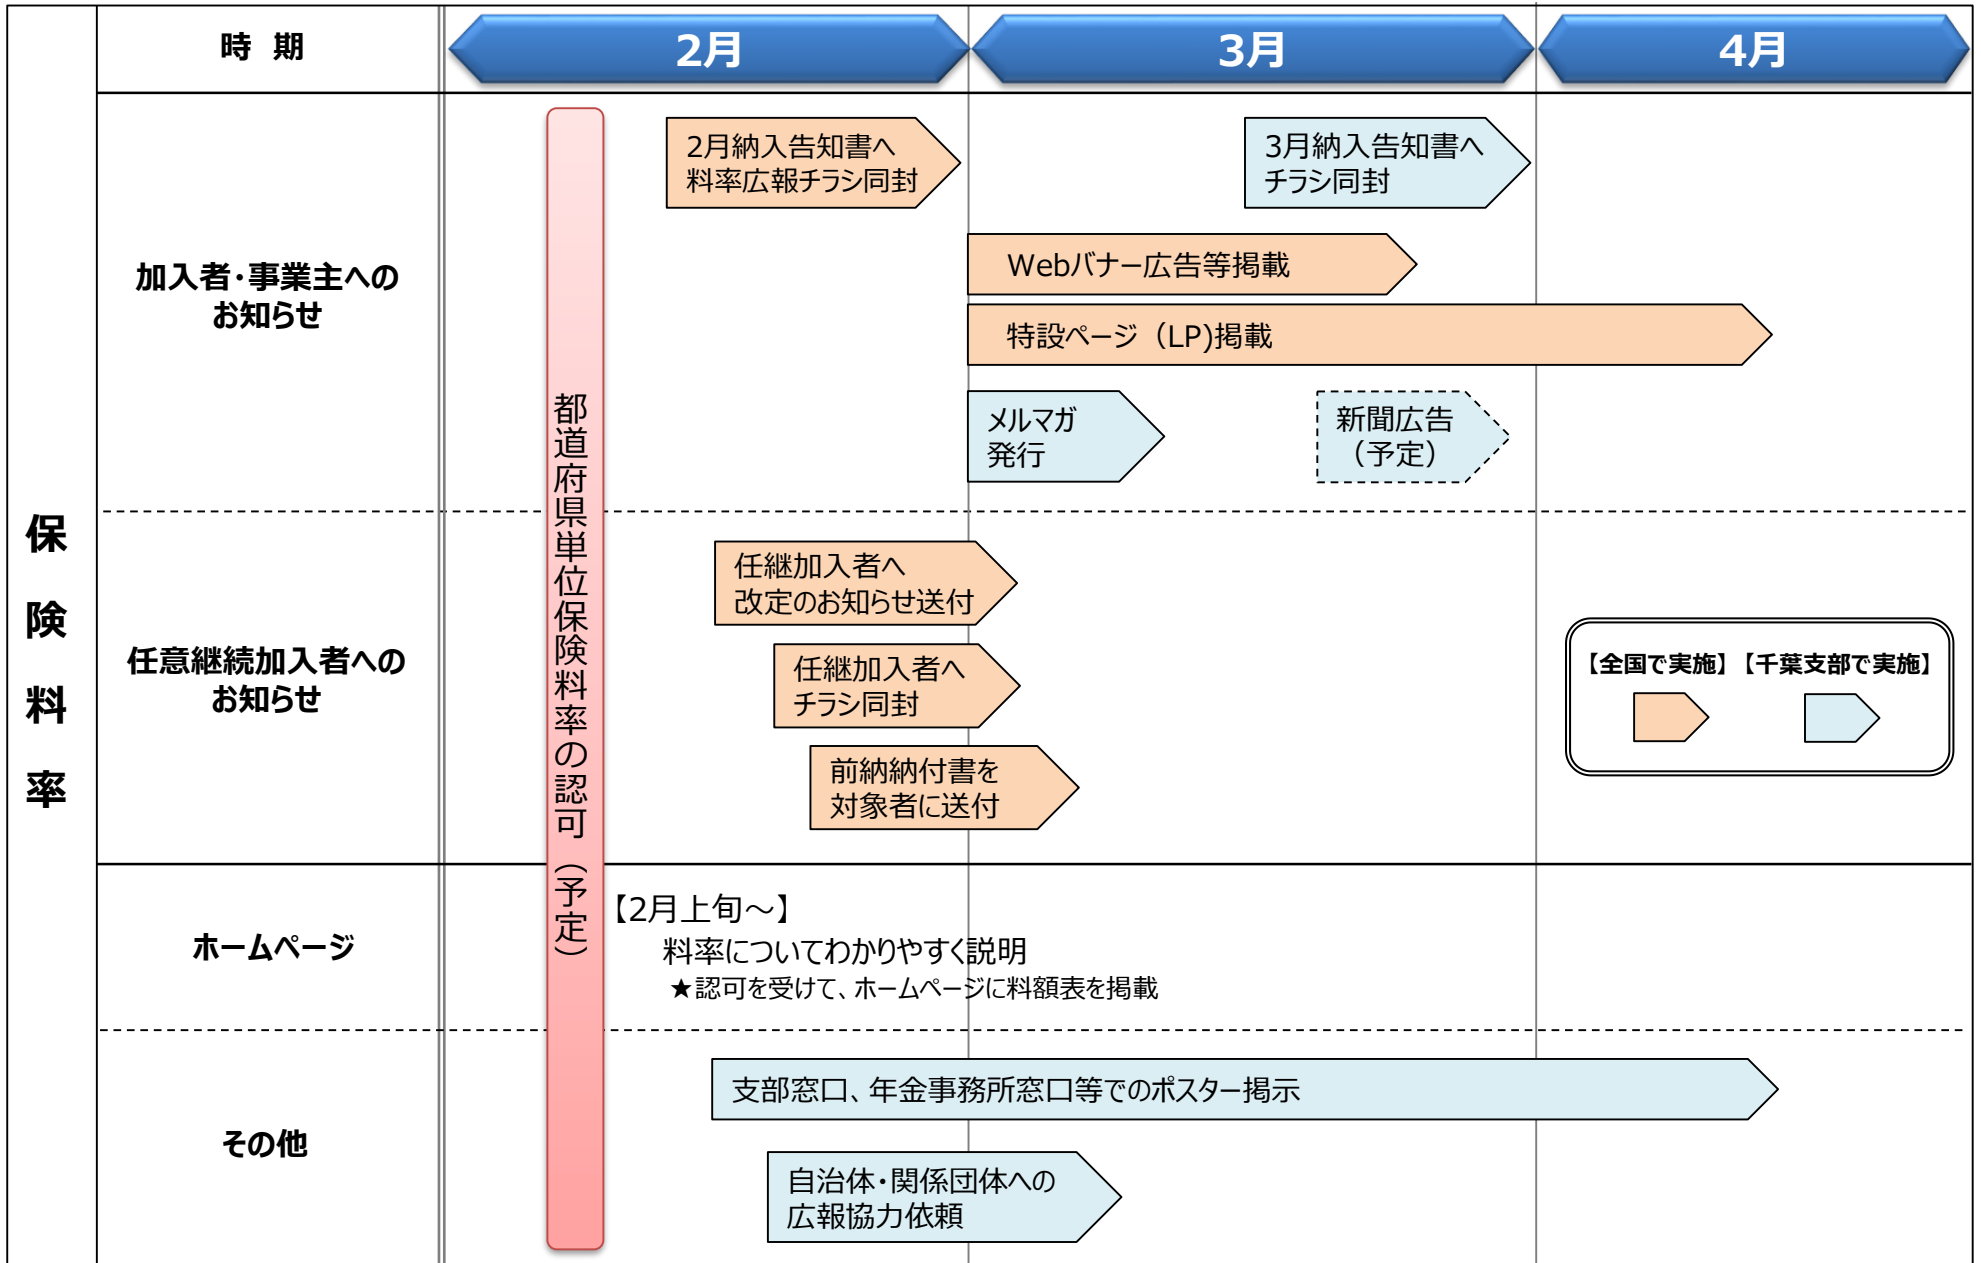 時 期
2月
3月
4月
保険料率
加入者・事業主への
お知らせ
2月納入告知書へ
料率広報チラシ同封
3月納入告知書へ
チラシ同封
Webバナー広告等掲載
特設ページ（LP)掲載
メルマガ
発行
新聞広告
（予定）
都道府県単位保険料率の認可（予定）
任意継続加入者への
お知らせ
任継加入者へ
改定のお知らせ送付
任継加入者へ
チラシ同封
前納納付書を
対象者に送付
【全国で実施】【千葉支部で実施】
ホームページ
【2月上旬～】
料率についてわかりやすく説明
★認可を受けて、ホームページに料額表を掲載
その他
支部窓口、年金事務所窓口等でのポスター掲示
自治体・関係団体への
広報協力依頼